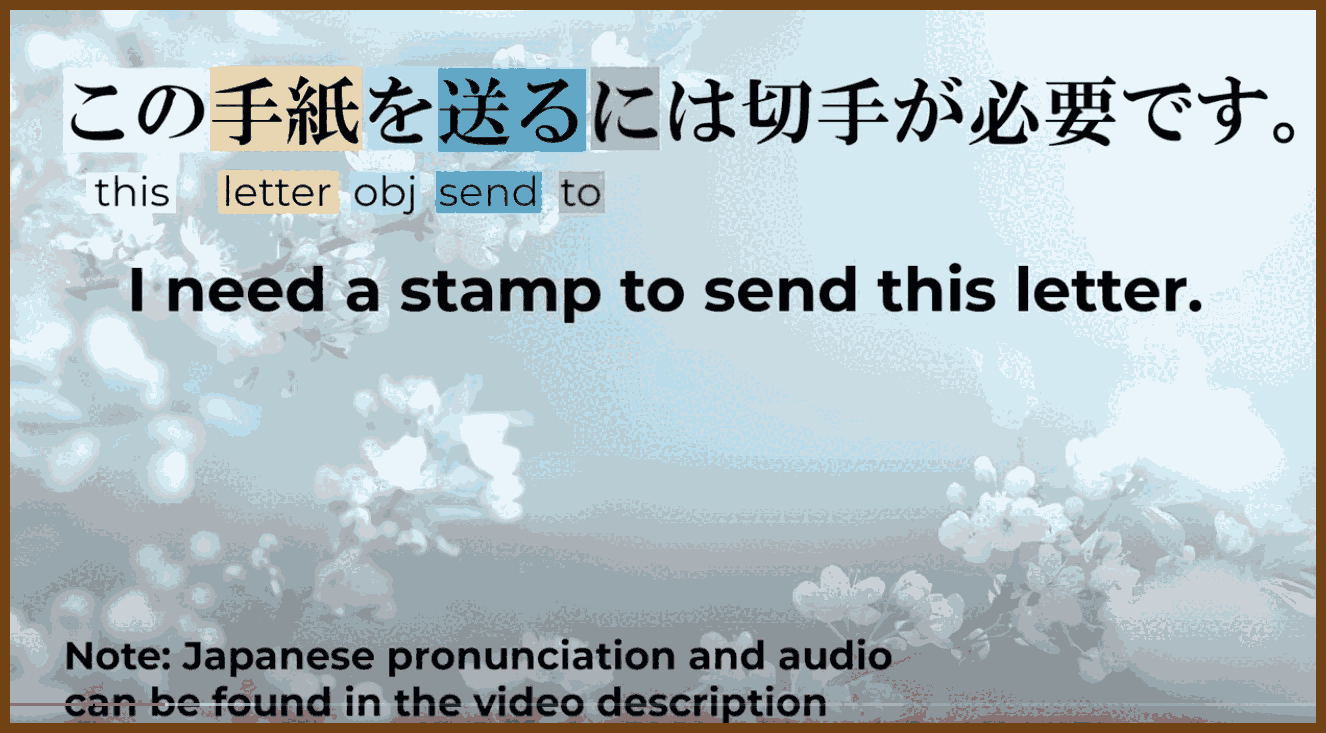 この手紙を送るには切手が必要です。
this letter obj send to
I need a stamp to send this letter.
Note: Japanese pronunciation and audio
can be found in the video description